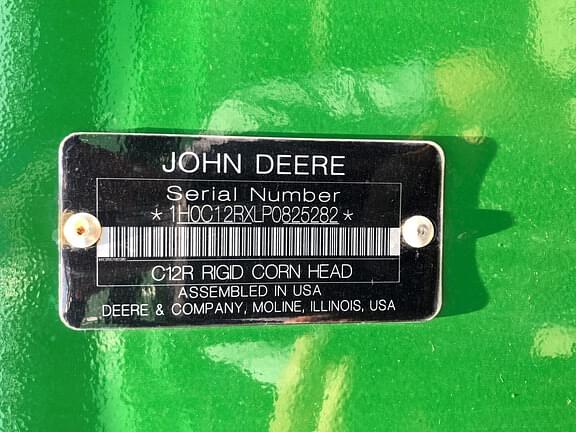 JOHN DEERE
Serial Number
*1H0C12RXLP0825282*
C12R RIGID CORN HEAD
ASSEMBLED IN USA
DEERE & COMPANY, MOLINE, ILLINOIS, USA